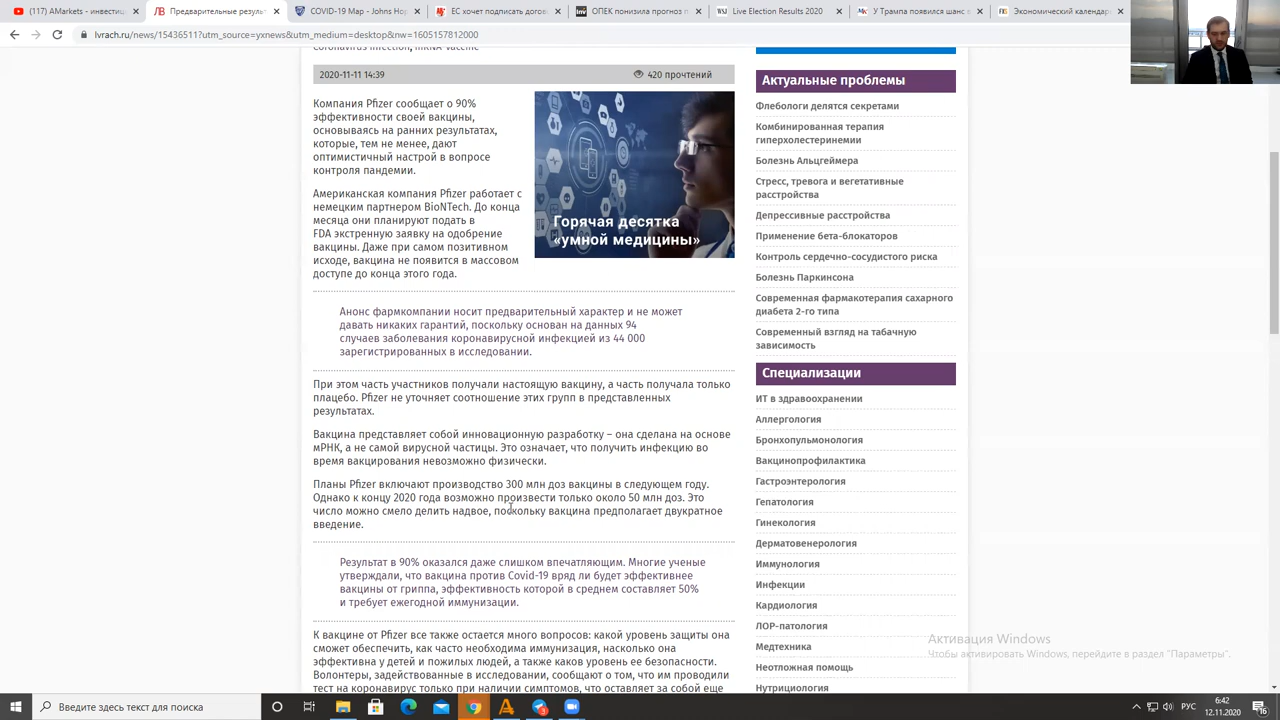 (217) Markets - Investin
Предварительные резуль
COVID-19 Map - Johns Hop
ЕС хочет подписать догов
ОПЕК понизила прогноз п
Live Election Results 2020
У Трампа появился шанс в
Экономический календар
lvrach.ru/news/15436511?utm_source=yxnews&utm_medium=desktop&nw=1605157812000
2020-11-11 14:39
420 прочтений
Компания Pfizer сообщает о 90%
эффективности своей вакцины,
основываясь на ранних результатах,
которые, тем не менее, дают
оптимистичный настрой в вопросе
контроля пандемии.
Американская компания Pfizer работает с
немецким партнером BioNTech. До конца
месяца они планируют подать в
FDA экстренную заявку на одобрение
вакцины. Даже при самом позитивном
исходе, вакцина не появится в массовом
доступе до конца этого года.
Горячая десятка
«умной медицины»
Анонс фармкомпании носит предварительный характер и не может
давать никаких гарантий, поскольку основан на данных 94
случаев заболевания коронавирусной инфекцией из 44 000
зарегистрированных в исследовании.
При этом часть участников получали настоящую вакцину, а часть получала только
плацебо. Pfizer не уточняет соотношение этих групп в представленных
результатах.
Вакцина представляет собой инновационную разработку – она сделана на основе
мРНК, а не самой вирусной частицы. Это означает, что получить инфекцию во
время вакцинирования невозможно физически.
Планы Pfizer включают производство 300 млн доз вакцины в следующем году.
Однако к концу 2020 года возможно произвести только около 50 млн доз. Это
число можно смело делить надвое, поскольку вакцина предполагает двукратное
введение.
Результат в 90% оказался даже слишком впечатляющим. Многие ученые
утверждали, что вакцина против Covid-19 вряд ли будет эффективнее
вакцины от гриппа, эффективность которой в среднем составляет 50%
и требует ежегодной иммунизации.
К вакцине от Pfizer все также остается много вопросов: какой уровень защиты она
сможет обеспечить, как часто необходима иммунизация, насколько она
эффективна у детей и пожилых людей, а также каков уровень ее безопасности.
Волонтеры, задействованные в исследовании, сообщают о том, что им проводили
тест на коронавирус только при наличии симптомов, что оставляет за собой еще
Актуальные проблемы
Флебологи делятся секретами
Комбинированная терапия
гиперхолестеринемии
Болезнь Альцгеймера
Стресс, тревога и вегетативные
расстройства
Депрессивные расстройства
Применение бета-блокаторов
Контроль сердечно-сосудистого риска
Болезнь Паркинсона
Современная фармакотерапия сахарного
диабета 2-го типа
Современный взгляд на табачную
зависимость
Специализации
ИТ в здравоохранении
Аллергология
Бронхопульмонология
Вакцинопрофилактика
Гастроэнтерология
Гепатология
Гинекология
Дерматовенерология
Иммунология
Инфекции
Кардиология
ЛОР-патология
Медтехника
Неотложная помощь
Нутрициология
Активация Windows
Чтобы активировать Windows, перейдите в раздел "Параметры".
Введите здесь текст для поиска
6:42
12.11.2020